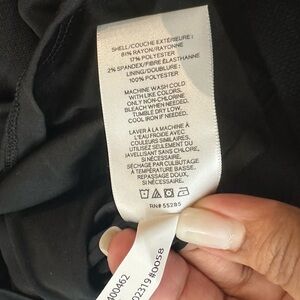 SHELL/COUCHE EXTÉRIEURE :
81% RAYON/RAYONNE
17% POLYESTER
2% SPANDEX/FIBRE ÉLASTHANNE
LINING/DOUBLURE :
100% POLYESTER
MACHINE WASH COLD
WITH LIKE COLORS.
ONLY NON-CHLORINE
BLEACH WHEN NEEDED.
TUMBLE DRY LOW.
COOL IRON IF NEEDED.
LAVER À LA MACHINE À
L'EAU FROIDE AVEC
COULEURS SIMILAIRES.
UTILISEZ SEULEMENT DU
JAVELLISANT SANS CHLORE,
SI NÉCESSAIRE.
SÉCHAGE PAR CULBUTAGE
À TEMPÉRATURE BASSE.
REPASSAGE DOUX,
SI NÉCESSAIRE.
RN# 55285
400462
02319 #0058